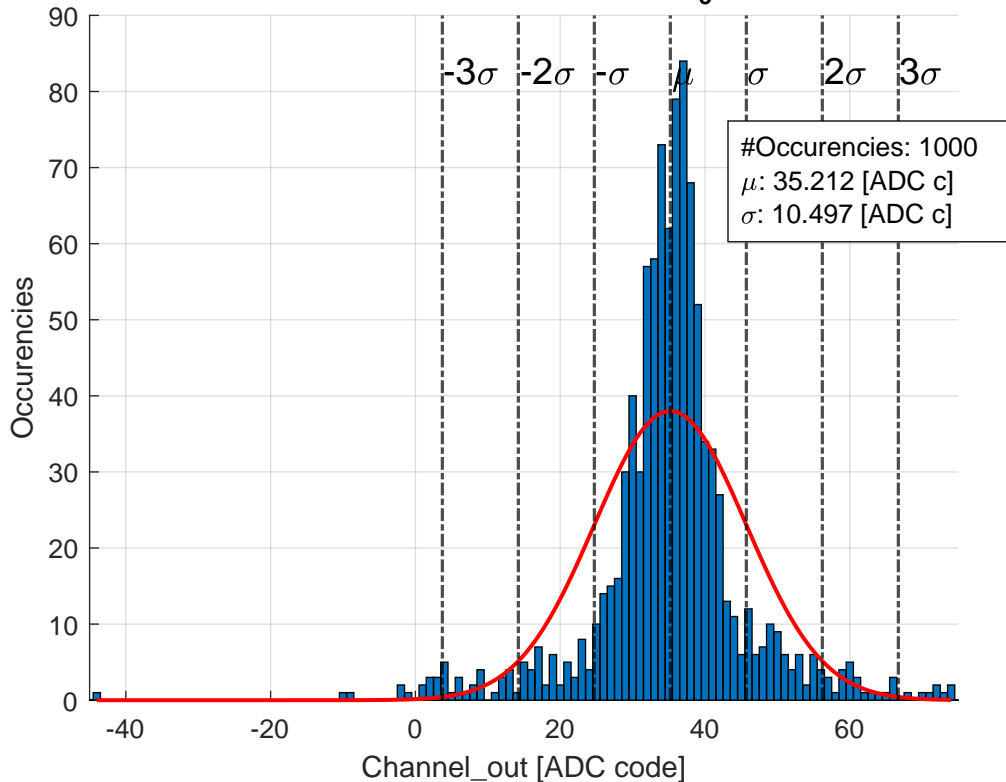 90
80
70
60
50
40
30
20
10
0
Occurencies
-3σ -2σ -σ μ σ 2σ 3σ
#Occurencies: 1000
μ: 35.212 [ADC c]
σ: 10.497 [ADC c]
-40 -20 0 20 40 60
Channel_out [ADC code]